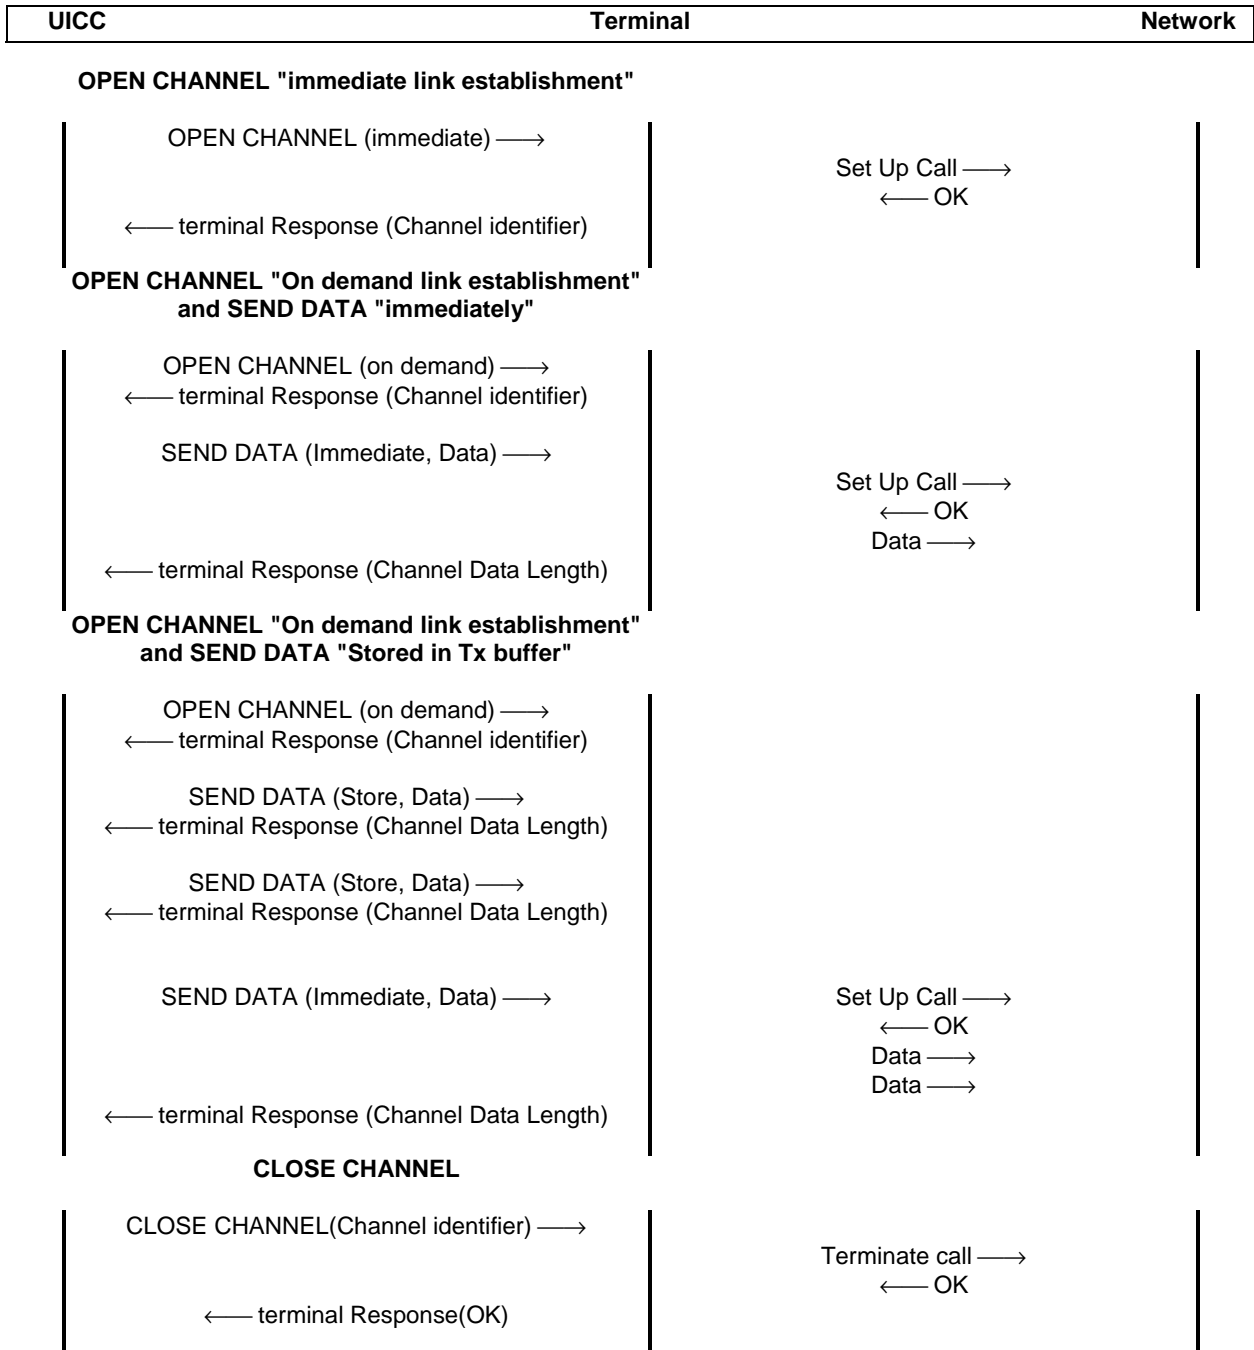 UICC Terminal Network
OPEN CHANNEL "immediate link establishment"
OPEN CHANNEL (immediate) ⟶
Set Up Call ⟶
⟵ OK
⟵ terminal Response (Channel identifier)
OPEN CHANNEL "On demand link establishment"
and SEND DATA "immediately"
OPEN CHANNEL (on demand) ⟶
⟵ terminal Response (Channel identifier)
SEND DATA (Immediate, Data) ⟶
Set Up Call ⟶
⟵ OK
Data ⟶
⟵ terminal Response (Channel Data Length)
OPEN CHANNEL "On demand link establishment"
and SEND DATA "Stored in Tx buffer"
OPEN CHANNEL (on demand) ⟶
⟵ terminal Response (Channel identifier)
SEND DATA (Store, Data) ⟶
⟵ terminal Response (Channel Data Length)
SEND DATA (Store, Data) ⟶
⟵ terminal Response (Channel Data Length)
SEND DATA (Immediate, Data) ⟶ Set Up Call ⟶
⟵ OK
Data ⟶
Data ⟶
⟵ terminal Response (Channel Data Length)
CLOSE CHANNEL
CLOSE CHANNEL(Channel identifier) ⟶
Terminate call ⟶
⟵ OK
⟵ terminal Response(OK)